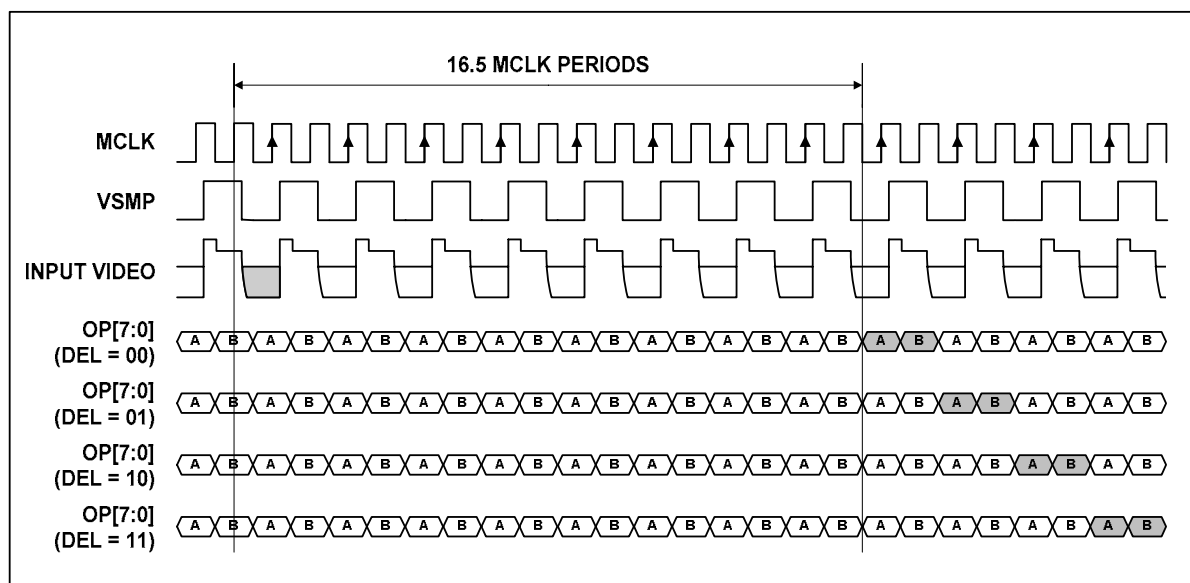 16.5 MCLK PERIODS
MCLK
VSMP
INPUT VIDEO
OP[7:0]
(DEL = 00)
A B A B A B A B A B A B A B A B A B A B A B A B A B
OP[7:0]
(DEL = 01)
A B A B A B A B A B A B A B A B A B A B A B A B A B
OP[7:0]
(DEL = 10)
A B A B A B A B A B A B A B A B A B A B A B A B A B
OP[7:0]
(DEL = 11)
A B A B A B A B A B A B A B A B A B A B A B A B A B